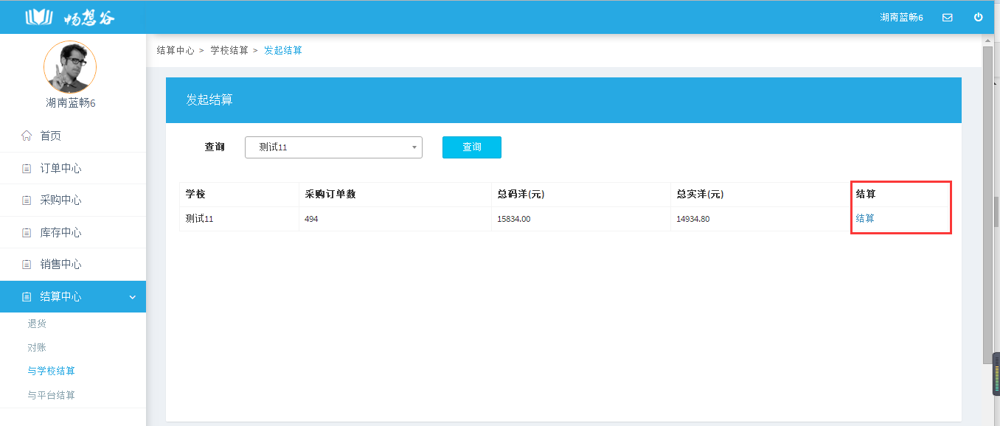 畅想谷
湖南蓝畅6
湖南蓝畅6
首页
订单中心
采购中心
库存中心
销售中心
结算中心
退货
对账
与学校结算
与平台结算
结算中心 > 学校结算 > 发起结算
发起结算
查询 测试11 查询
学校 采购订单数 总码洋(元) 总实洋(元) 结算
测试11 494 15834.00 14934.80 结算